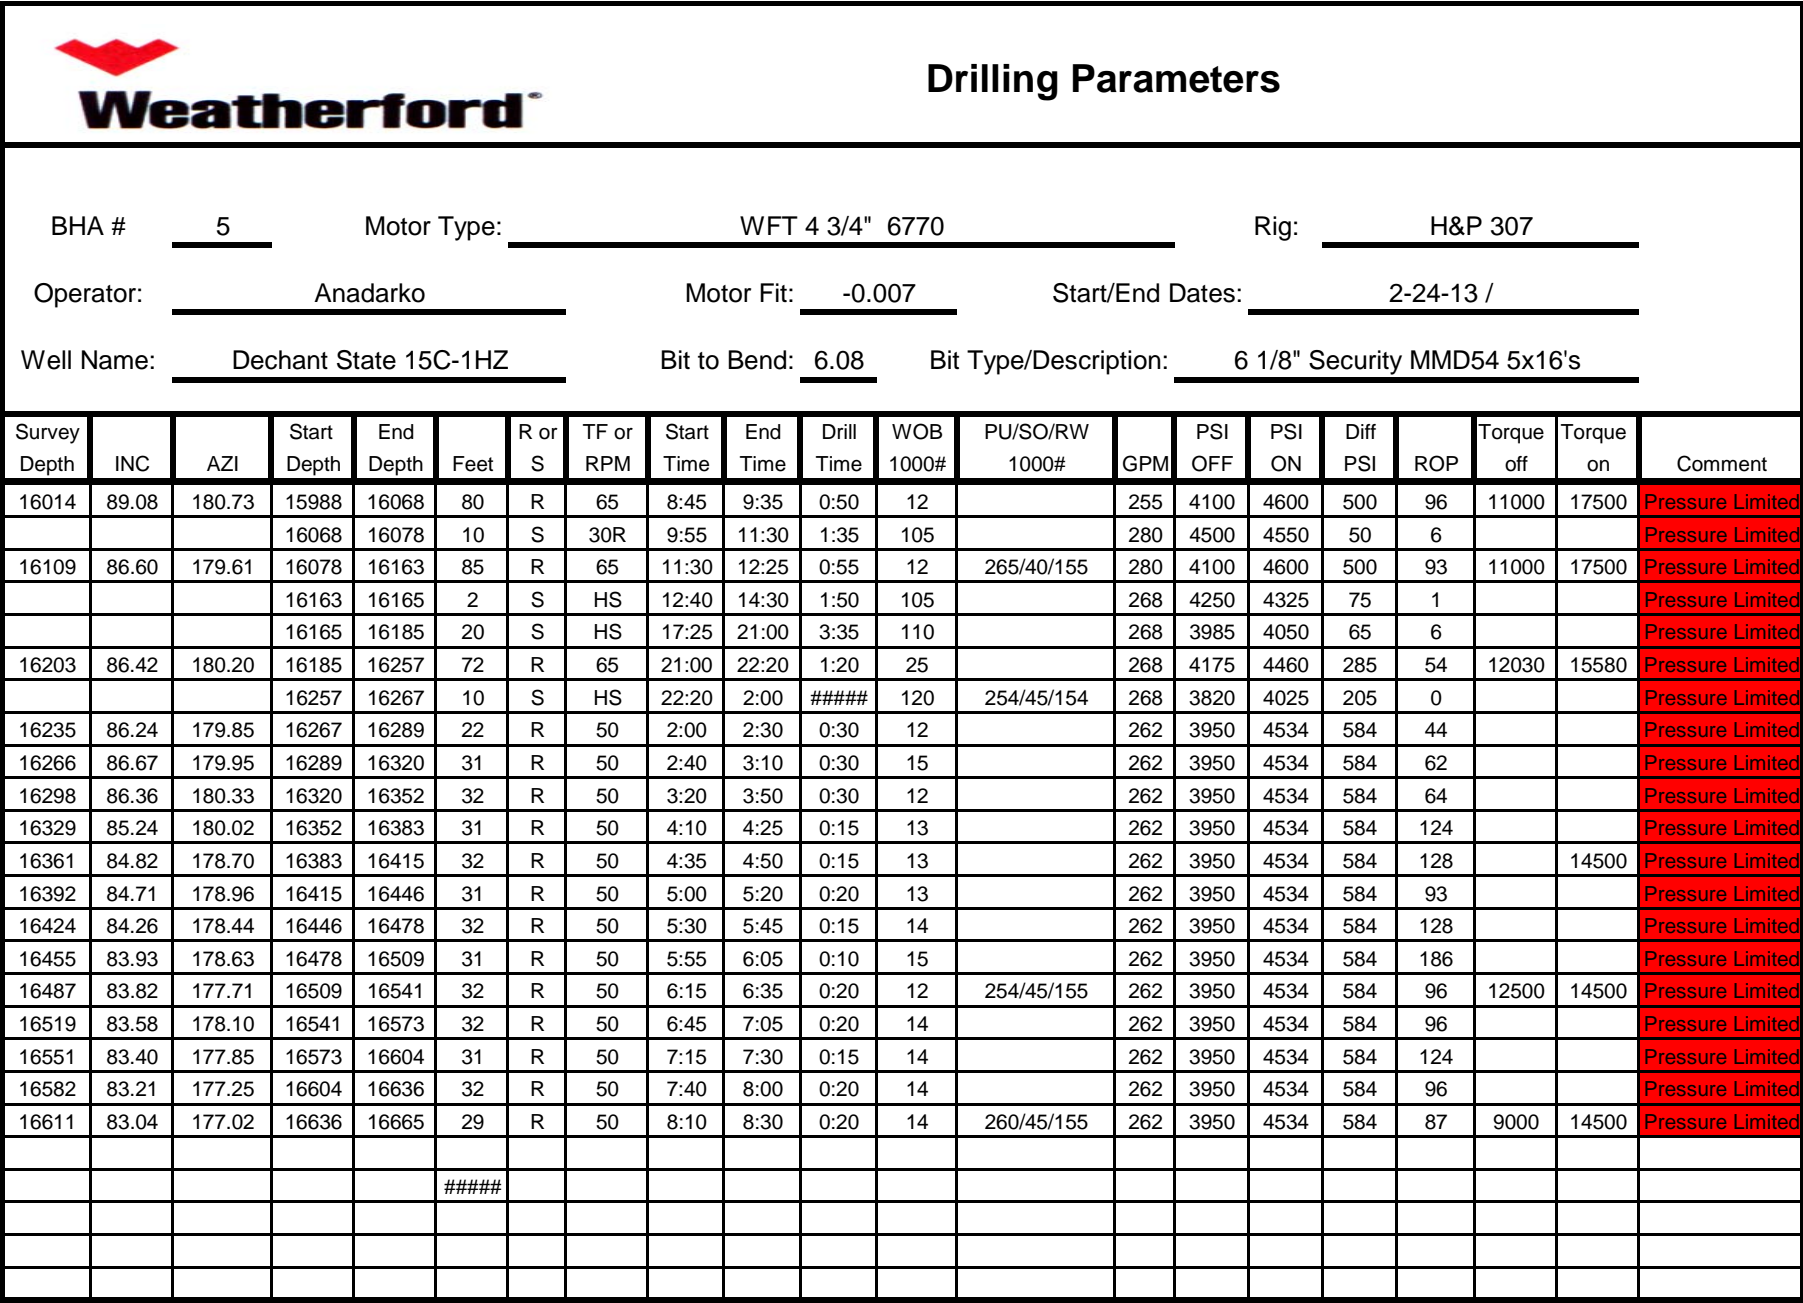 Weatherford
Drilling Parameters
BHA # 5 Motor Type: WFT 4 3/4" 6770 Rig: H&P 307
Operator: Anadarko Motor Fit: -0.007 Start/End Dates: 2-24-13 /
Well Name: Dechant State 15C-1HZ Bit to Bend: 6.08 Bit Type/Description: 6 1/8" Security MMD54 5x16's
Survey Start End R or TF or Start End Drill WOB PU/SO/RW PSI PSI Diff Torque Torque
Depth INC AZI Depth Depth Feet S RPM Time Time Time 1000# 1000# GPM OFF ON PSI ROP off on Comment
16014 89.08 180.73 15988 16068 80 R 65 8:45 9:35 0:50 12 255 4100 4600 500 96 11000 17500 Pressure Limited
16068 16078 10 S 30R 9:55 11:30 1:35 105 280 4500 4550 50 6 Pressure Limited
16109 86.60 179.61 16078 16163 85 R 65 11:30 12:25 0:55 12 265/40/155 280 4100 4600 500 93 11000 17500 Pressure Limited
16163 16165 2 S HS 12:40 14:30 1:50 105 268 4250 4325 75 1 Pressure Limited
16165 16185 20 S HS 17:25 21:00 3:35 110 268 3985 4050 65 6 Pressure Limited
16203 86.42 180.20 16185 16257 72 R 65 21:00 22:20 1:20 25 268 4175 4460 285 54 12030 15580 Pressure Limited
16257 16267 10 S HS 22:20 2:00 ##### 120 254/45/154 268 3820 4025 205 0 Pressure Limited
16235 86.24 179.85 16267 16289 22 R 50 2:00 2:30 0:30 12 262 3950 4534 584 44 Pressure Limited
16266 86.67 179.95 16289 16320 31 R 50 2:40 3:10 0:30 15 262 3950 4534 584 62 Pressure Limited
16298 86.36 180.33 16320 16352 32 R 50 3:20 3:50 0:30 12 262 3950 4534 584 64 Pressure Limited
16329 85.24 180.02 16352 16383 31 R 50 4:10 4:25 0:15 13 262 3950 4534 584 124 Pressure Limited
16361 84.82 178.70 16383 16415 32 R 50 4:35 4:50 0:15 13 262 3950 4534 584 128 14500 Pressure Limited
16392 84.71 178.96 16415 16446 31 R 50 5:00 5:20 0:20 13 262 3950 4534 584 93 Pressure Limited
16424 84.26 178.44 16446 16478 32 R 50 5:30 5:45 0:15 14 262 3950 4534 584 128 Pressure Limited
16455 83.93 178.63 16478 16509 31 R 50 5:55 6:05 0:10 15 262 3950 4534 584 186 Pressure Limited
16487 83.82 177.71 16509 16541 32 R 50 6:15 6:35 0:20 12 254/45/155 262 3950 4534 584 96 12500 14500 Pressure Limited
16519 83.58 178.10 16541 16573 32 R 50 6:45 7:05 0:20 14 262 3950 4534 584 96 Pressure Limited
16551 83.40 177.85 16573 16604 31 R 50 7:15 7:30 0:15 14 262 3950 4534 584 124 Pressure Limited
16582 83.21 177.25 16604 16636 32 R 50 7:40 8:00 0:20 14 262 3950 4534 584 96 Pressure Limited
16611 83.04 177.02 16636 16665 29 R 50 8:10 8:30 0:20 14 260/45/155 262 3950 4534 584 87 9000 14500 Pressure Limited
#####